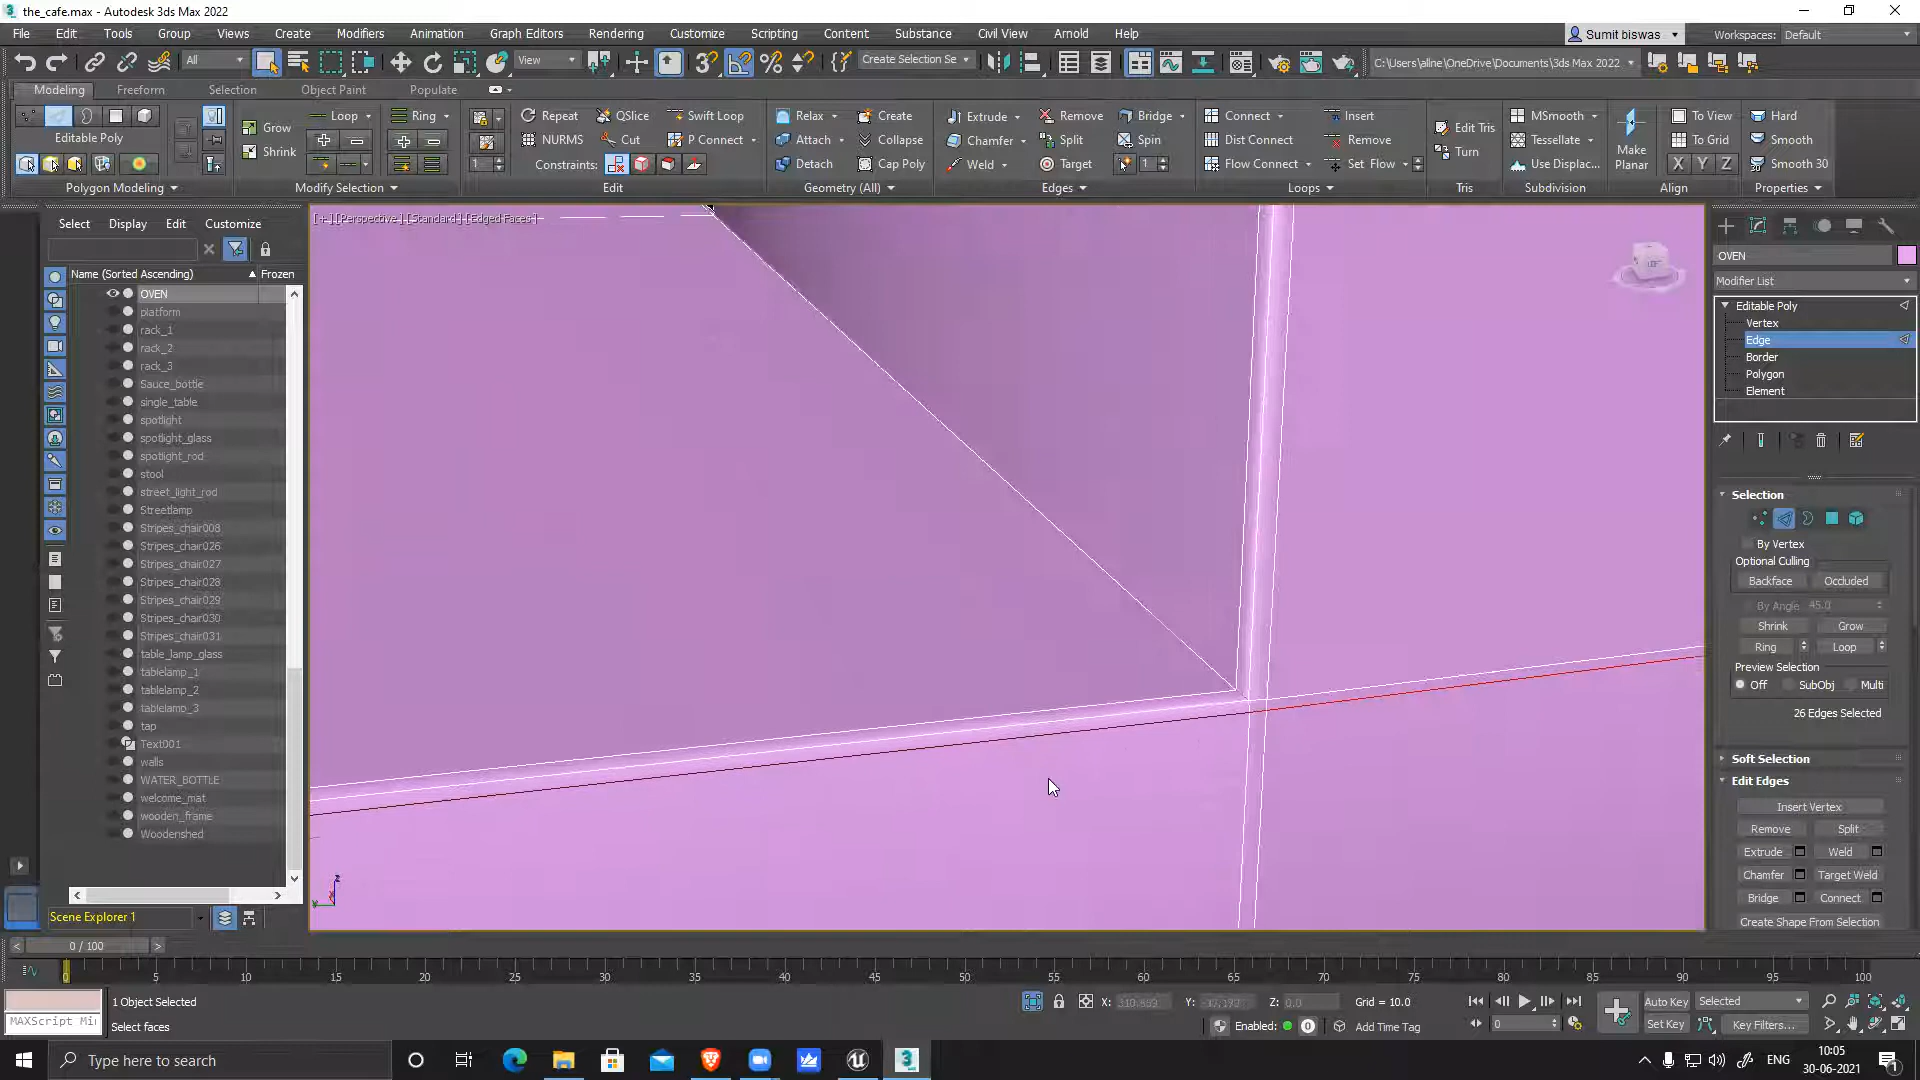 the_cafe.max - Autodesk 3ds Max 2022
File Edit Tools Group Views Create Modifiers Animation Graph Editors Rendering Customize Scripting Content Substance Civil View Arnold Help
Sumit biswas Workspaces: Default
All View Create Selection Se C:\Users\aline\OneDrive\Documents\3ds Max 2022
Modeling Freeform Selection Object Paint Populate
Loop Ring Repeat QSlice Swift Loop Relax Create Extrude Remove Bridge Connect Insert MSmooth To View Hard
Editable Poly Grow NURMS Cut P Connect Attach Collapse Chamfer Split Spin Dist Connect Remove Edit Tris Tessellate To Grid Smooth
Shrink 1 Constraints: Detach Cap Poly Weld Target 1 Flow Connect Set Flow Turn Use Displac... Make Planar X Y Z Smooth 30
Polygon Modeling Modify Selection Edit Geometry (All) Edges Loops Tris Subdivision Align Properties
Select Display Edit Customize
[+] [Perspective] [Standard] [Edged Faces]
Name (Sorted Ascending) Frozen
OVEN
platform
rack_1
rack_2
rack_3
Sauce_bottle
single_table
spotlight
spotlight_glass
spotlight_rod
stool
street_light_rod
Streetlamp
Stripes_chair008
Stripes_chair026
Stripes_chair027
Stripes_chair028
Stripes_chair029
Stripes_chair030
Stripes_chair031
table_lamp_glass
tablelamp_1
tablelamp_2
tablelamp_3
tap
Text001
walls
WATER_BOTTLE
welcome_mat
wooden_frame
Woodenshed
Scene Explorer 1
z
y
OVEN
Modifier List
Editable Poly
Vertex
Edge
Border
Polygon
Element
Selection
By Vertex
Optional Culling
Backface Occluded
By Angle 45.0
Shrink Grow
Ring Loop
Preview Selection
Off SubObj Multi
26 Edges Selected
Soft Selection
Edit Edges
Insert Vertex
Remove Split
Extrude Weld
Chamfer Target Weld
Bridge Connect
Create Shape From Selection
0 / 100
0 5 10 15 20 25 30 35 40 45 50 55 60 65 70 75 80 85 90 95 100
1 Object Selected X: Y: Z: 0.0 Grid = 10.0 Auto Key Selected
MAXScript Mi Select faces Enabled: 0 Add Time Tag 0 Set Key Key Filters...
Type here to search
ENG 10:05
30-06-2021